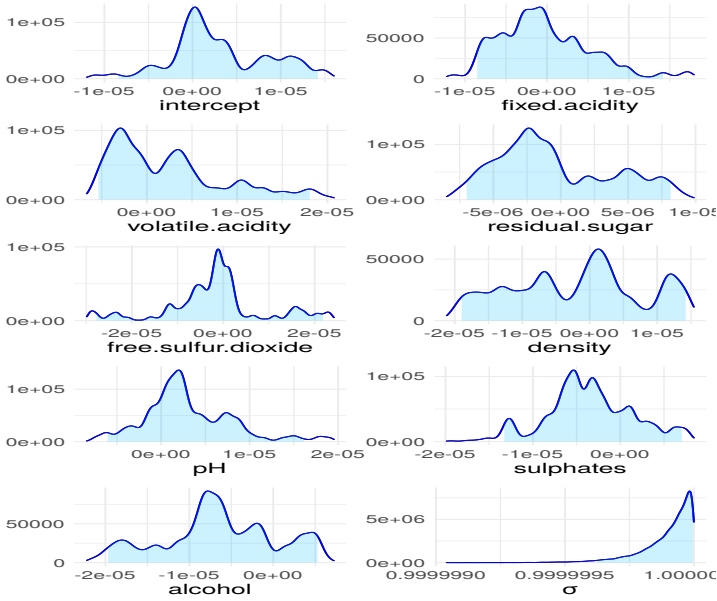 1e+05
0e+00
-1e-05 0e+00 1e-05
intercept
50000
0
-1e-05 0e+00 1e-05
fixed.acidity
1e+05
0e+00
0e+00 1e-05 2e-05
volatile.acidity
1e+05
0e+00
-5e-06 0e+00 5e-06 1e-05
residual.sugar
1e+05
0e+00
-2e-05 0e+00 2e-05
free.sulfur.dioxide
50000
0
-2e-05 -1e-05 0e+00 1e-05
density
1e+05
0e+00
0e+00 1e-05 2e-05
pH
1e+05
0e+00
-2e-05 -1e-05 0e+00
sulphates
50000
0
-2e-05 -1e-05 0e+00
alcohol
5e+06
0e+00
0.99999990 0.99999995 1.00000
σ